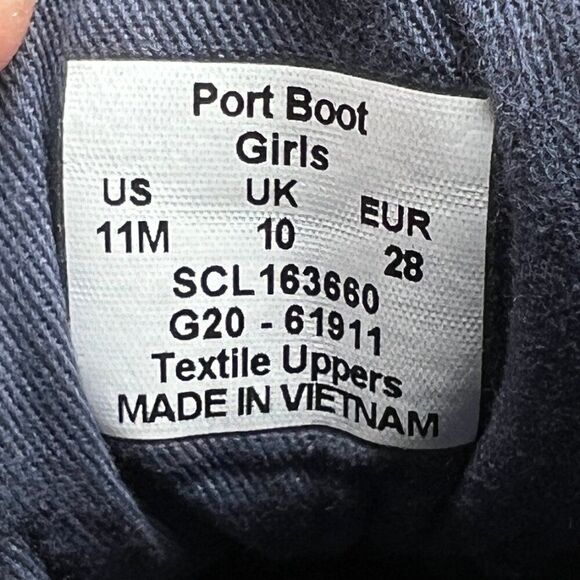 Port Boot
Girls
US UK EUR
11M 10 28
SCL163660
G20 - 61911
Textile Uppers
MADE IN VIETNAM